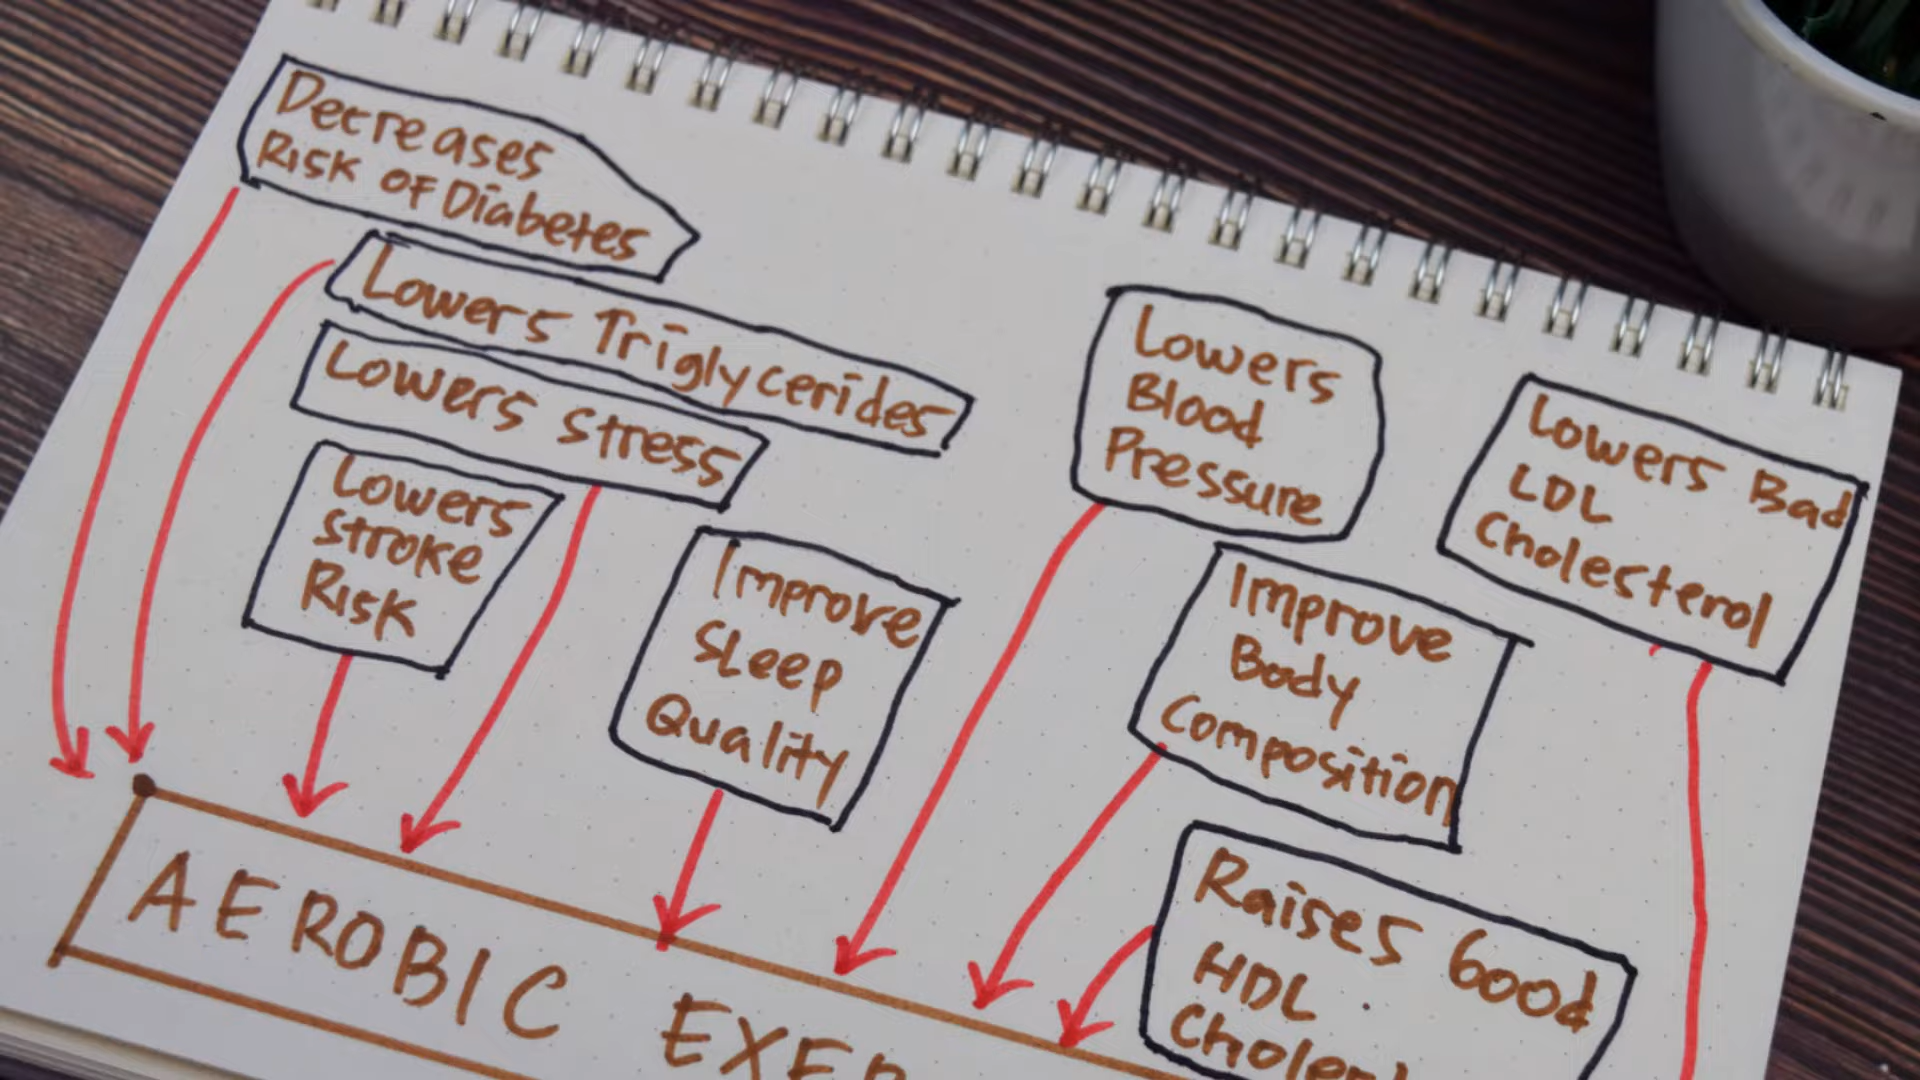 Decreases
Risk of Diabetes
Lowers Triglycerides
Lowers Stress
Lowers
Stroke
Risk
Improve
Sleep
Quality
Lowers
Blood
Pressure
Improve
Body
Composition
Lowers Bad
LDL
Cholesterol
Raises Good
HDL
AEROBIC